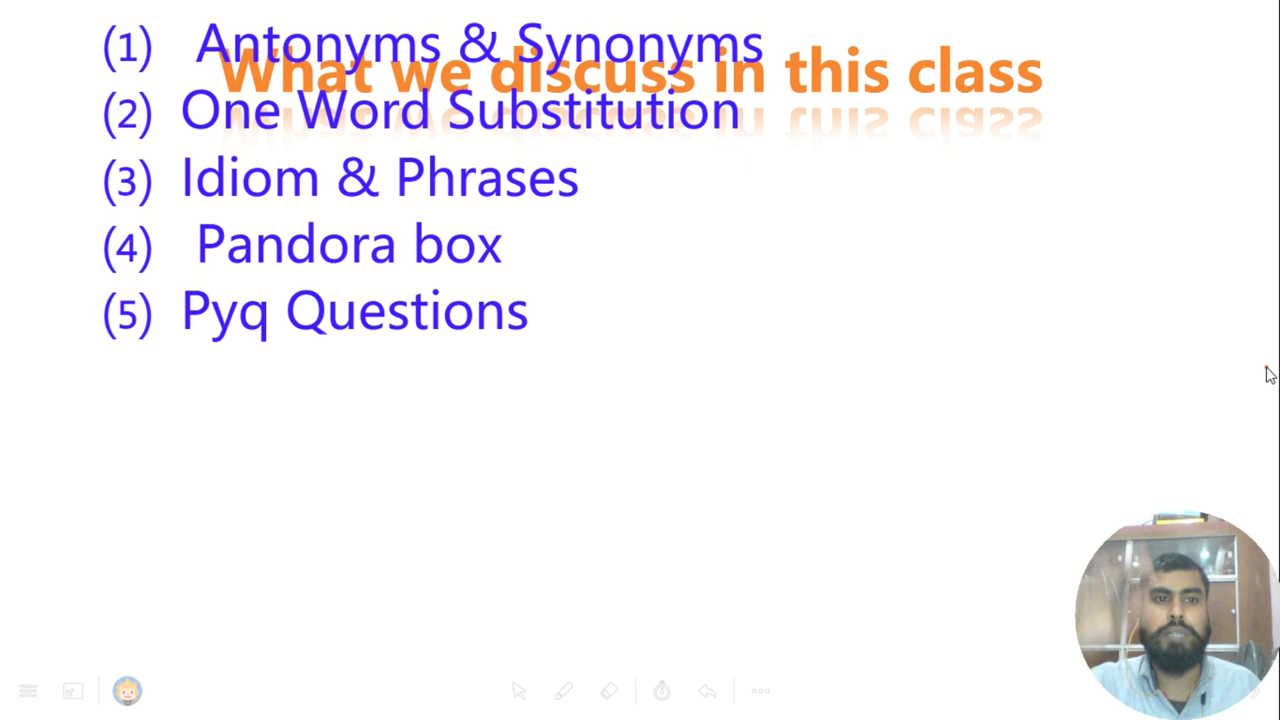 What we discuss in this class
(1) Antonyms & Synonyms
(2) One Word Substitution
(3) Idiom & Phrases
(4) Pandora box
(5) Pyq Questions